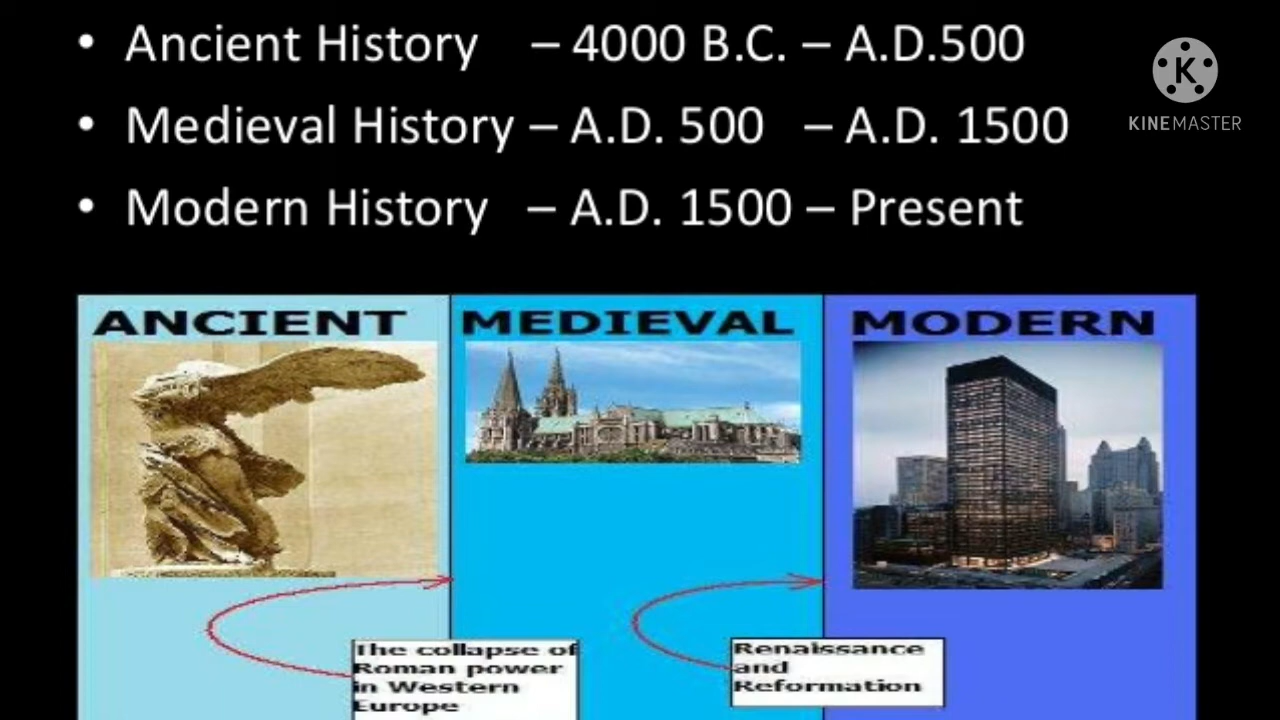 • Ancient History – 4000 B.C. – A.D.500
• Medieval History – A.D. 500 – A.D. 1500
• Modern History – A.D. 1500 – Present
K
KINEMASTER
ANCIENT MEDIEVAL MODERN
The collapse of
Roman power
in Western
Europe
Renaissance
and
Reformation